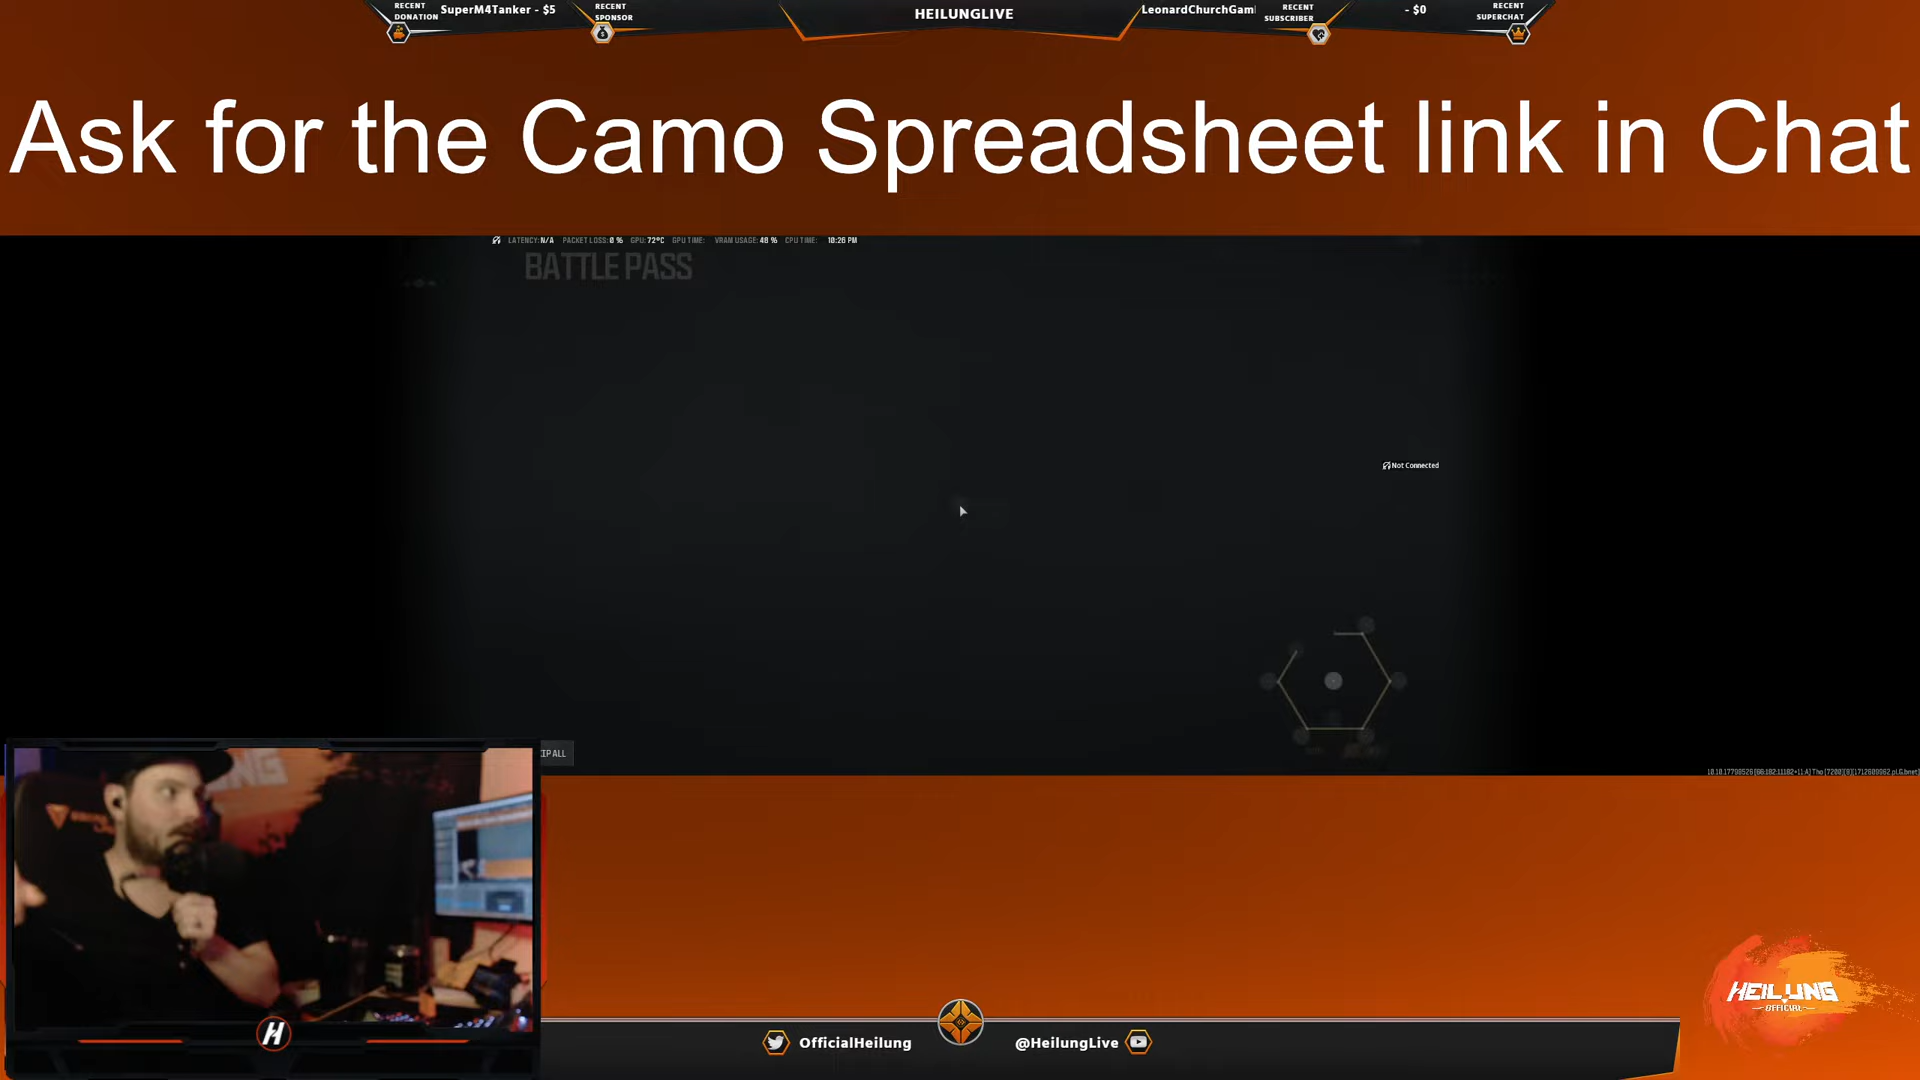 RECENT DONATION
SuperM4Tanker - $5
RECENT SPONSOR
HEILUNGLIVE
LeonardChurchGam
RECENT SUBSCRIBER
- $0
RECENT SUPERCHAT
Ask for the Camo Spreadsheet link in Chat
LATENCY: N/A PACKET LOSS: 0 % GPU: 72°C GPU TIME: VRAM USAGE: 48 % CPU TIME: 10:26 PM
BATTLE PASS
Not Connected
IP ALL
H
HEILUNG
OFFICIAL
OfficialHeilung
@HeilungLive